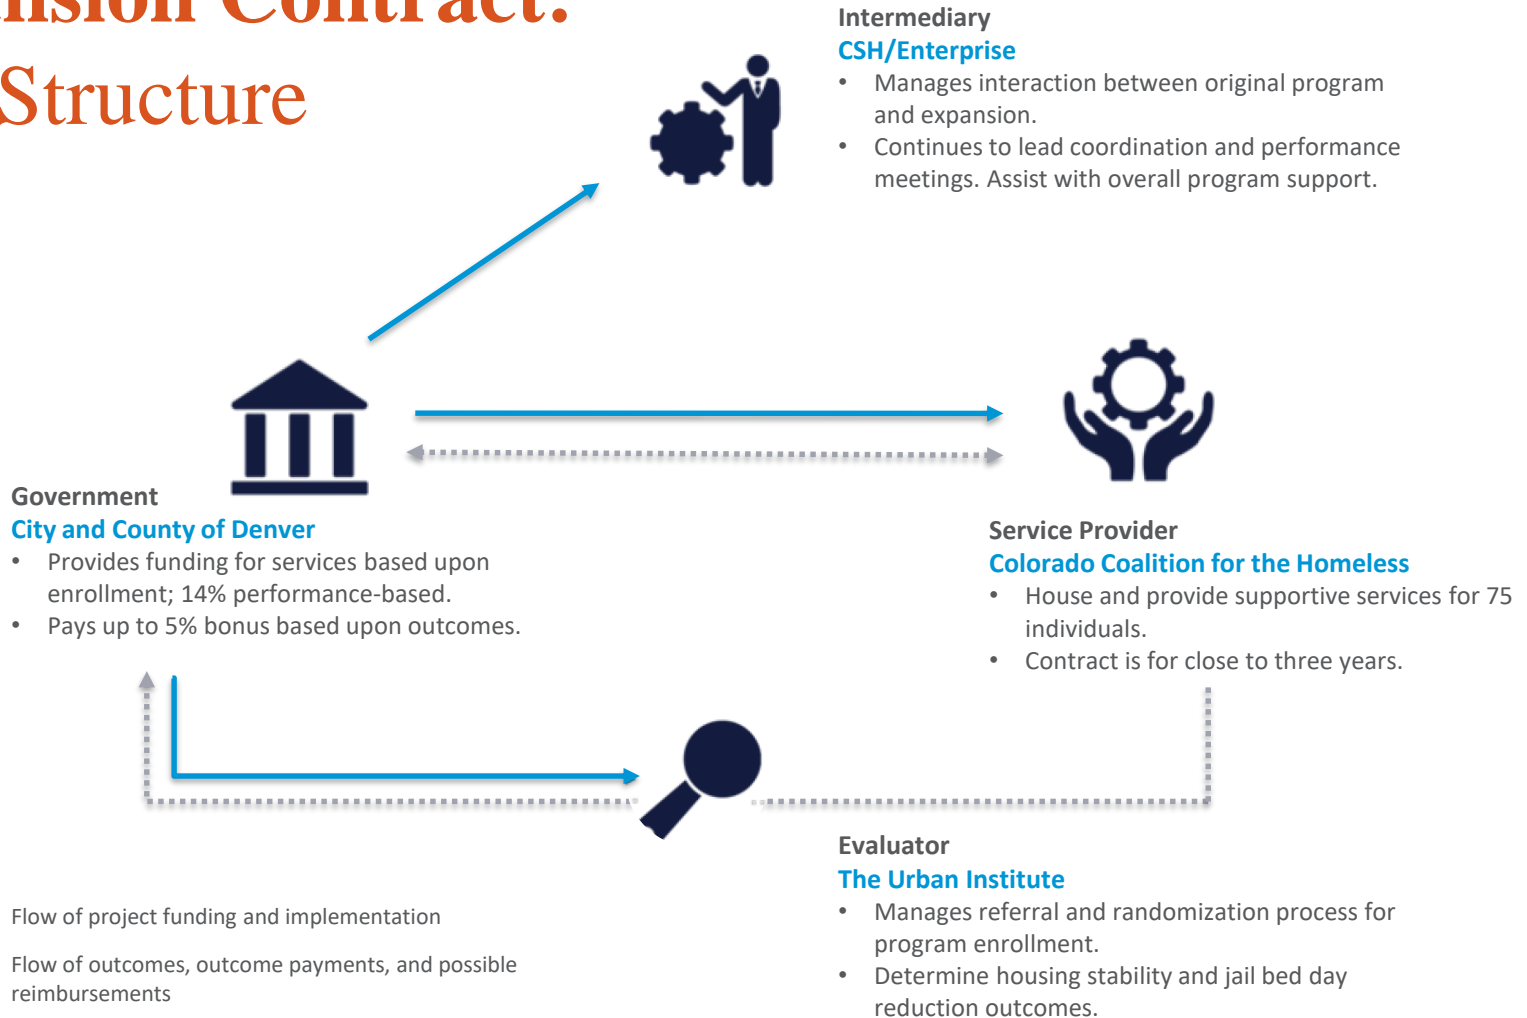 Structure
Intermediary
CSH/Enterprise
• Manages interaction between original program
and expansion.
• Continues to lead coordination and performance
meetings. Assist with overall program support.
Government
City and County of Denver
• Provides funding for services based upon
enrollment; 14% performance-based.
• Pays up to 5% bonus based upon outcomes.
Service Provider
Colorado Coalition for the Homeless
• House and provide supportive services for 75
individuals.
• Contract is for close to three years.
Evaluator
The Urban Institute
• Manages referral and randomization process for
program enrollment.
• Determine housing stability and jail bed day
reduction outcomes.
Flow of project funding and implementation
Flow of outcomes, outcome payments, and possible
reimbursements